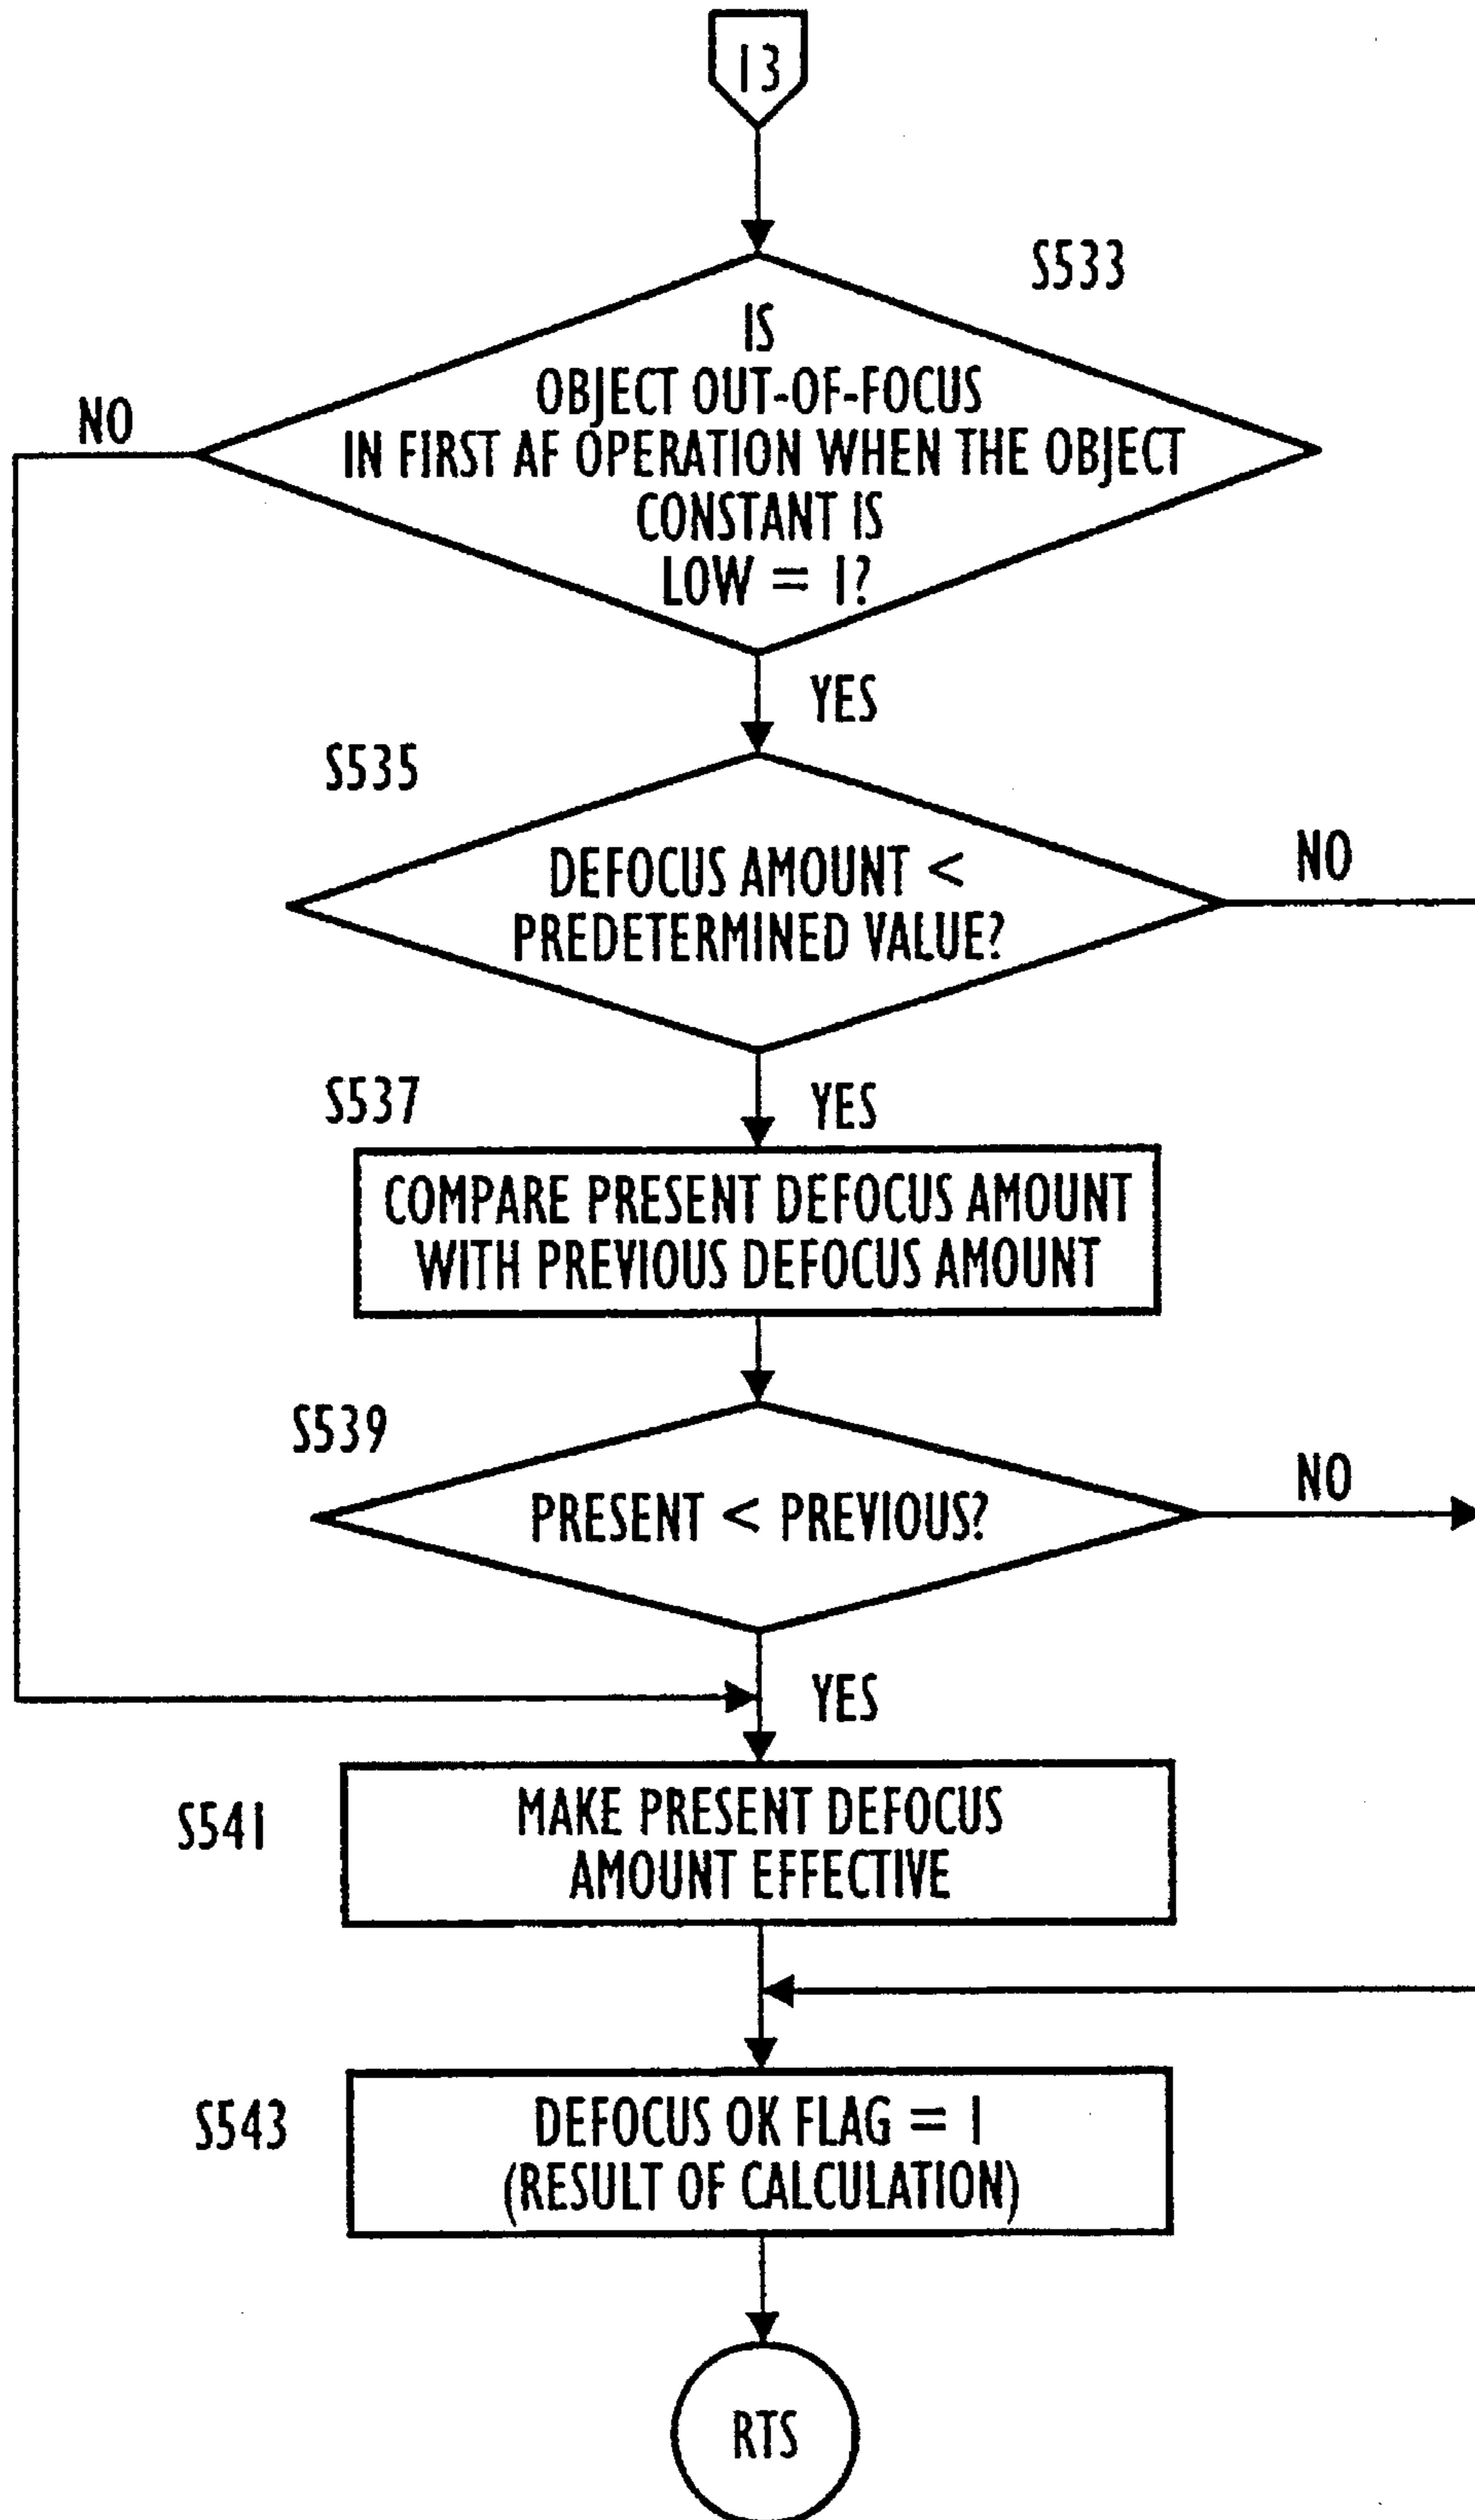 13
S533
IS
OBJECT OUT-OF-FOCUS
IN FIRST AF OPERATION WHEN THE OBJECT
CONSTANT IS
LOW = 1?
NO
YES
S535
DEFOCUS AMOUNT <
PREDETERMINED VALUE?
NO
YES
S537
COMPARE PRESENT DEFOCUS AMOUNT
WITH PREVIOUS DEFOCUS AMOUNT
S539
PRESENT < PREVIOUS?
NO
YES
S541
MAKE PRESENT DEFOCUS
AMOUNT EFFECTIVE
S543
DEFOCUS OK FLAG = 1
(RESULT OF CALCULATION)
RTS